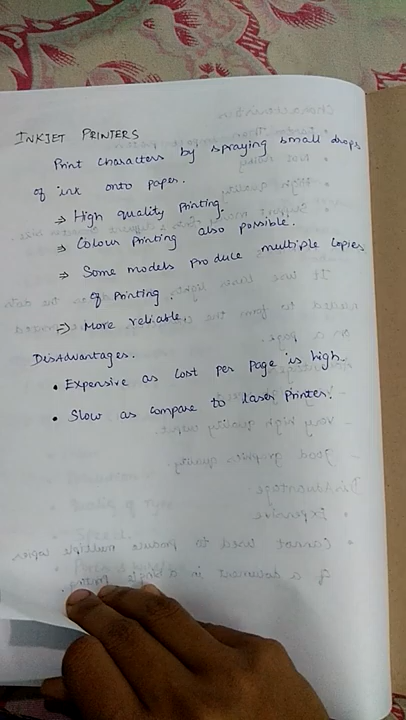 INKJET PRINTERS
Print characters by spraying small drops
of ink onto paper.
⇒ High quality Printing.
⇒ Colour Printing also possible.
⇒ Some models produce multiple copies
of Printing.
⇒ More reliable.
Disadvantages.
• Expensive as cost per page is high.
• Slow as compare to laser printer.